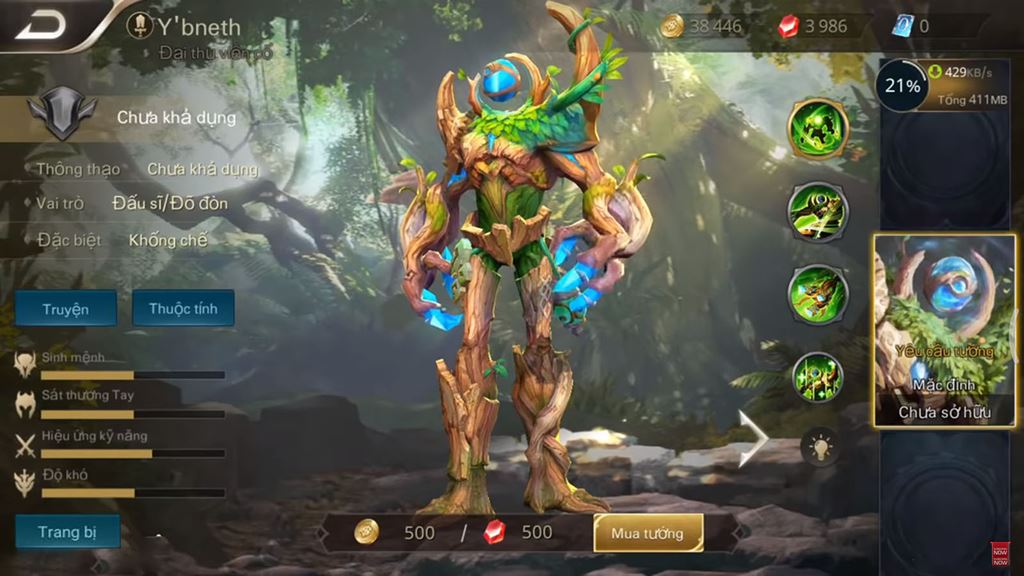 Y'bneth
Đại thụ viễn cổ
38 446
3 986
0
21%
429KB/s
Tổng 411MB
Chưa khả dụng
Thông thạo Chưa khả dụng
Vai trò Đấu sĩ/Đỡ đòn
Đặc biệt Khống chế
Truyện Thuộc tính
Sinh mệnh
Sát thương Tay
Hiệu ứng kỹ năng
Độ khó
Trang bị
Yêu cầu tướng
Mặc định
Chưa sở hữu
500 / 500
Mua tướng